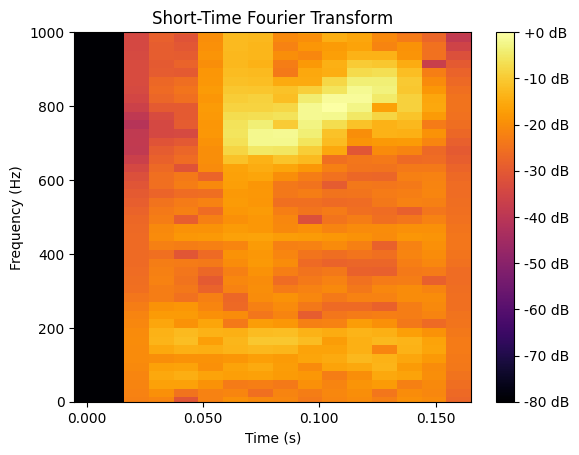 Short-Time Fourier Transform
1000
800
600
400
200
0
Frequency (Hz)
0.000
0.050
0.100
0.150
Time (s)
+0 dB
-10 dB
-20 dB
-30 dB
-40 dB
-50 dB
-60 dB
-70 dB
-80 dB